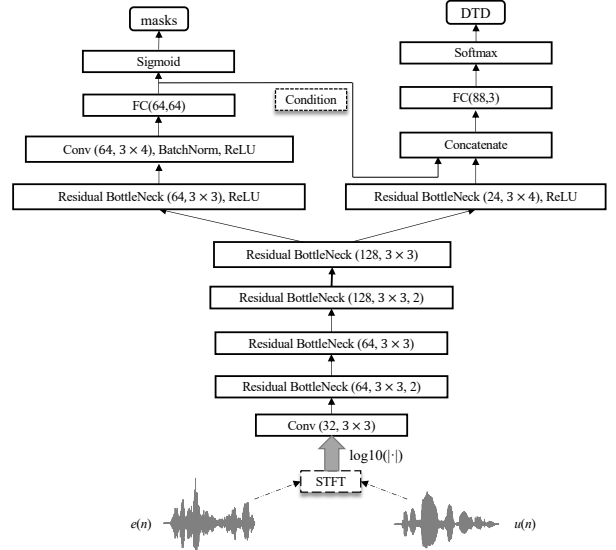 masks
DTD
Sigmoid
Softmax
FC(64,64)
Condition
FC(88,3)
Conv (64, 3 × 4), BatchNorm, ReLU
Concatenate
Residual BottleNeck (64, 3 × 3), ReLU
Residual BottleNeck (24, 3 × 4), ReLU
Residual BottleNeck (128, 3 × 3)
Residual BottleNeck (128, 3 × 3, 2)
Residual BottleNeck (64, 3 × 3)
Residual BottleNeck (64, 3 × 3, 2)
Conv (32, 3 × 3)
log10(|·|)
STFT
e(n)
u(n)